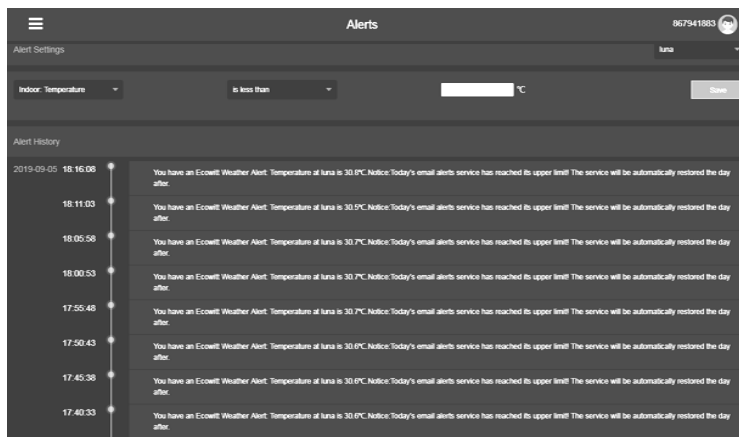 Alerts
867941883
Alert Settings
luna
Indoor: Temperature
is less than
℃
Save
Alert History
2019-09-05 18:16:08
You have an Ecowitt Weather Alert: Temperature at luna is 30.8℃.Notice:Today's email alerts service has reached its upper limit! The service will be automatically restored the day
after.
18:11:03
You have an Ecowitt Weather Alert: Temperature at luna is 30.5℃.Notice:Today's email alerts service has reached its upper limit! The service will be automatically restored the day
after.
18:05:58
You have an Ecowitt Weather Alert: Temperature at luna is 30.7℃.Notice:Today's email alerts service has reached its upper limit! The service will be automatically restored the day
after.
18:00:53
You have an Ecowitt Weather Alert: Temperature at luna is 30.7℃.Notice:Today's email alerts service has reached its upper limit! The service will be automatically restored the day
after.
17:55:48
You have an Ecowitt Weather Alert: Temperature at luna is 30.7℃.Notice:Today's email alerts service has reached its upper limit! The service will be automatically restored the day
after.
17:50:43
You have an Ecowitt Weather Alert: Temperature at luna is 30.6℃.Notice:Today's email alerts service has reached its upper limit! The service will be automatically restored the day
after.
17:45:38
You have an Ecowitt Weather Alert: Temperature at luna is 30.6℃.Notice:Today's email alerts service has reached its upper limit! The service will be automatically restored the day
after.
17:40:33
You have an Ecowitt Weather Alert: Temperature at luna is 30.6℃.Notice:Today's email alerts service has reached its upper limit! The service will be automatically restored the day
after.